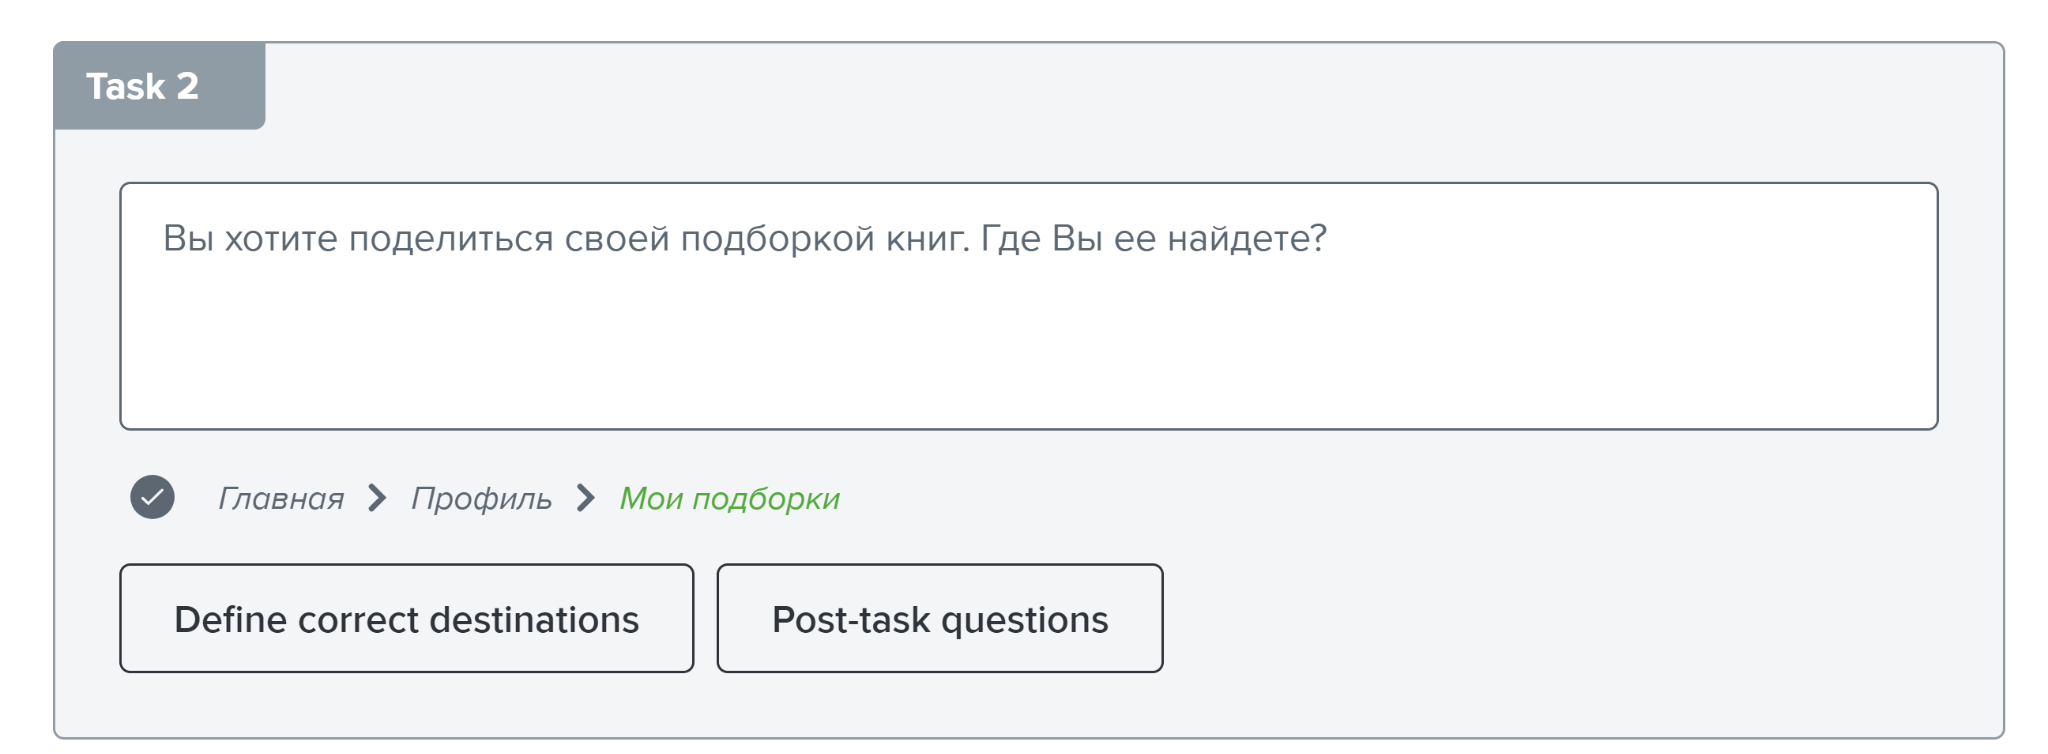 Task 2
Вы хотите поделиться своей подборкой книг. Где Вы ее найдете?
Главная > Профиль > Мои подборки
Define correct destinations Post-task questions